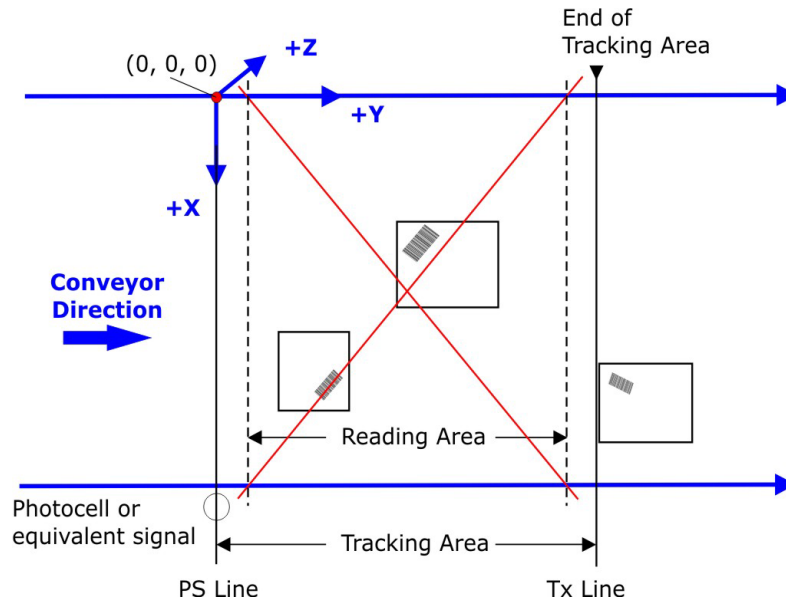 End of
Tracking Area
+Z
(0, 0, 0)
+Y
+X
Conveyor
Direction
Reading Area
Photocell or
equivalent signal
Tracking Area
PS Line
Tx Line